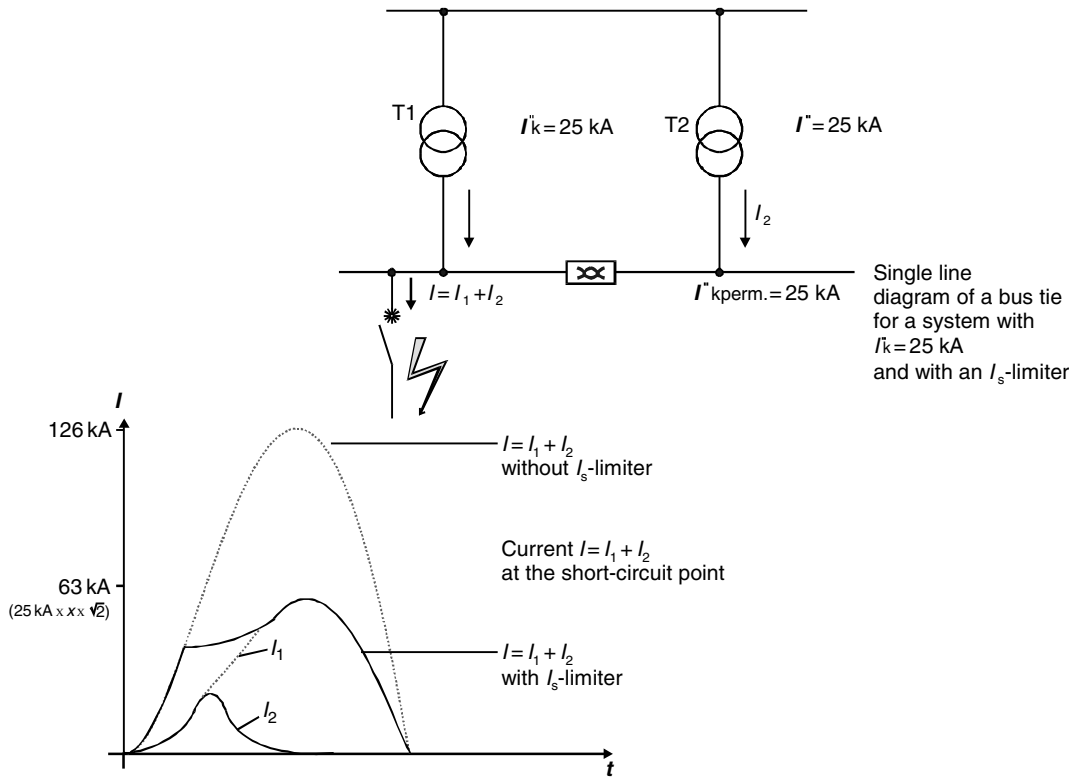 T1
I"k = 25 kA
T2
I" = 25 kA
I2
I = I1 + I2
I"kperm. = 25 kA
Single line
diagram of a bus tie
for a system with
I"k = 25 kA
and with an Is-limiter
I
126 kA
I = I1 + I2
without Is-limiter
Current I = I1 + I2
at the short-circuit point
63 kA
(25 kA x x x √2)
I1
I = I1 + I2
with Is-limiter
I2
t